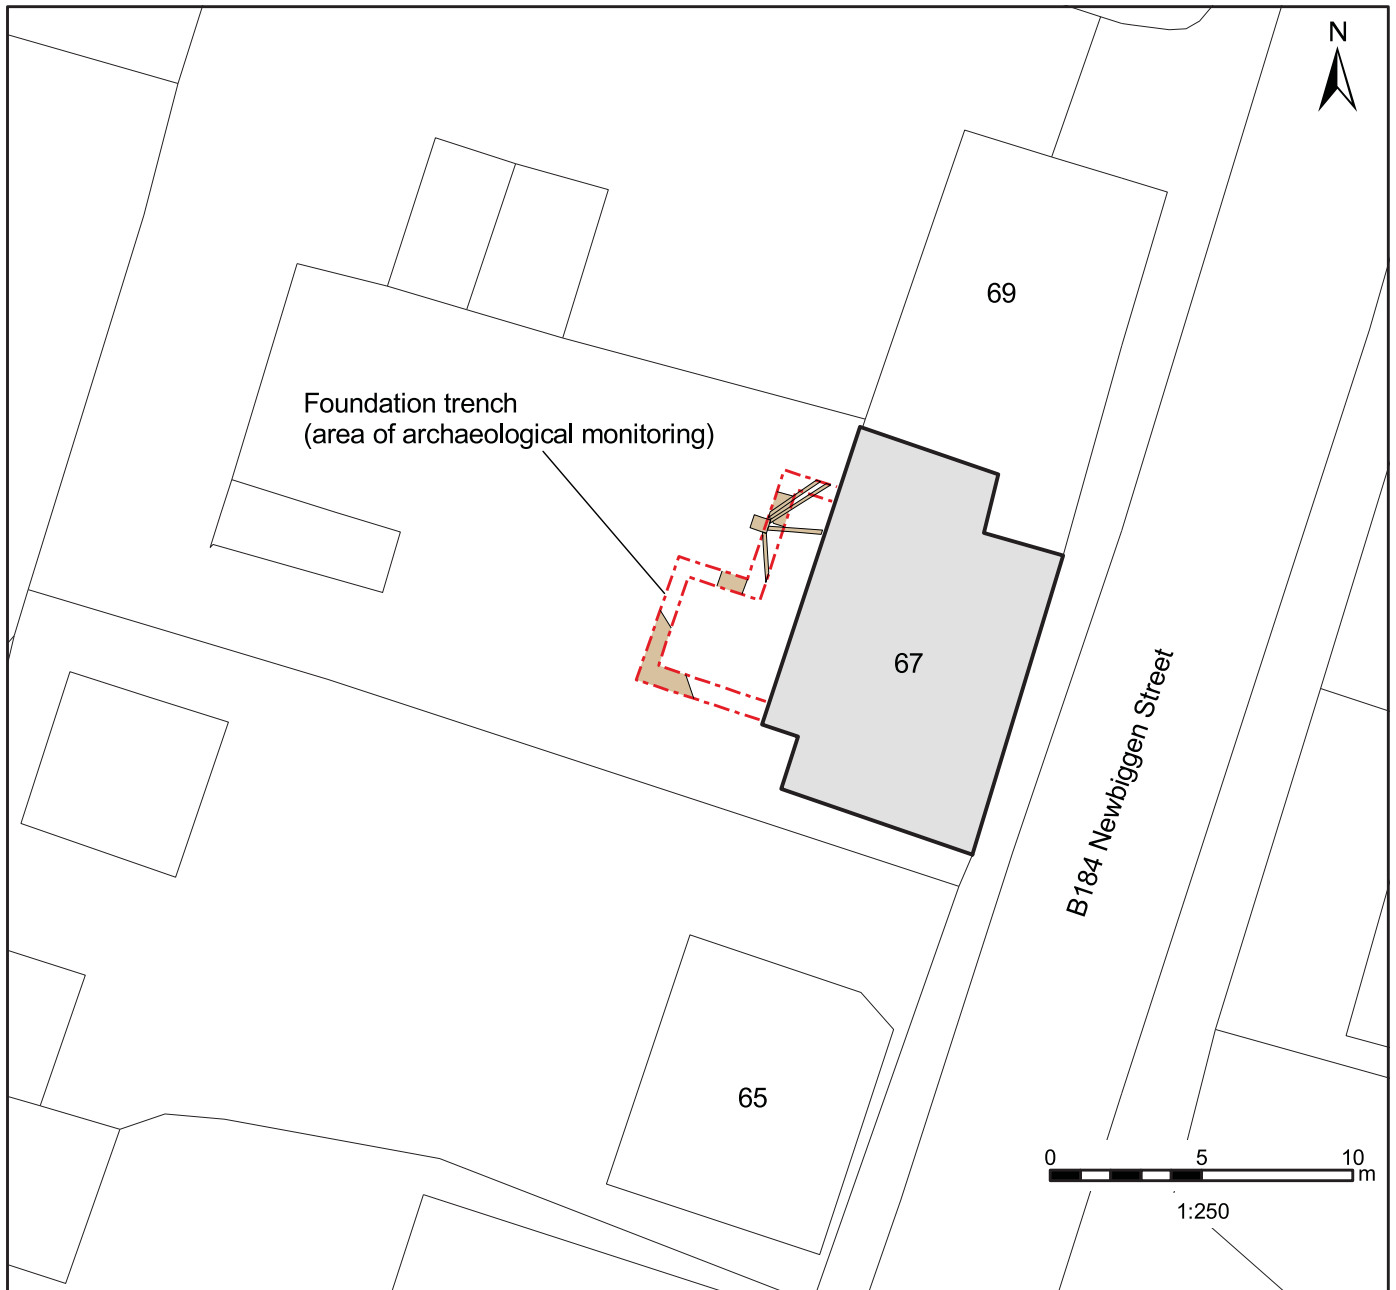 N
69
Foundation trench
(area of archaeological monitoring)
67
B184 Newbiggen Street
65
0 5 10
m
1:250